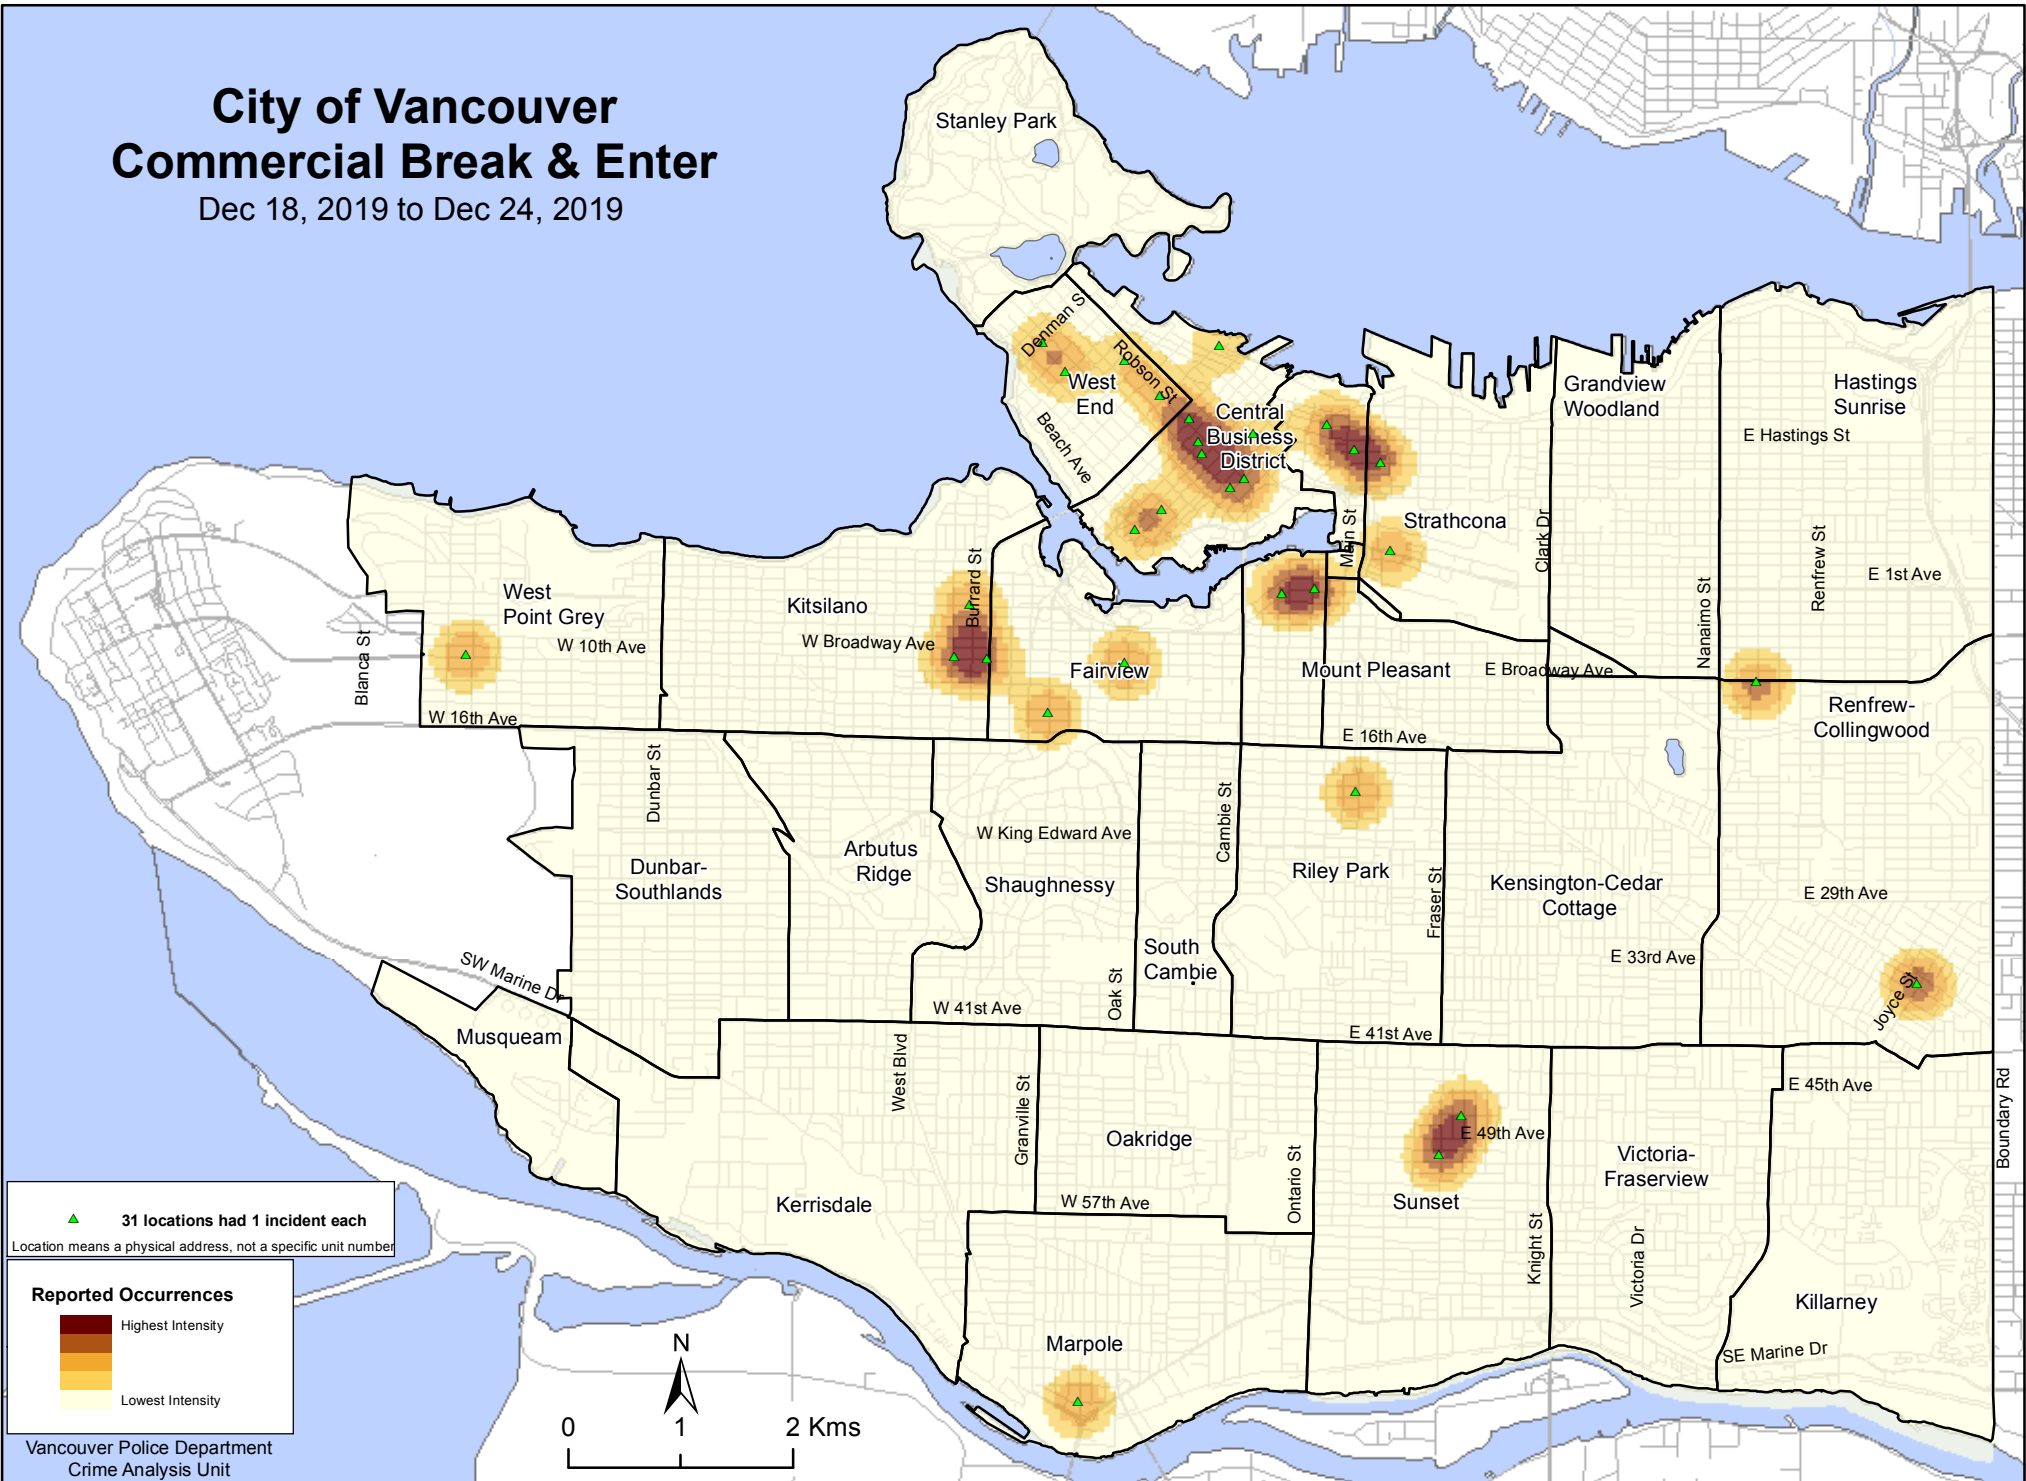 City of Vancouver
Commercial Break & Enter
Dec 18, 2019 to Dec 24, 2019
Stanley Park
Denman S
Robson St
West
End
Beach Ave
Central
Business
District
Grandview
Woodland
Hastings
Sunrise
E Hastings St
Strathcona
Main St
Clark Dr
Nanaimo St
Renfrew St
E 1st Ave
West
Point Grey
Kitsilano
Burrard St
W 10th Ave
W Broadway Ave
Blanca St
Fairview
Mount Pleasant
E Broadway Ave
W 16th Ave
E 16th Ave
Renfrew-
Collingwood
Dunbar St
Cambie St
W King Edward Ave
Arbutus
Ridge
Dunbar-
Southlands
Shaughnessy
Riley Park
Fraser St
Kensington-Cedar
Cottage
E 29th Ave
South
Cambie
E 33rd Ave
SW Marine Dr
Oak St
W 41st Ave
Joyce St
Musqueam
E 41st Ave
West Blvd
Granville St
E 45th Ave
Boundary Rd
Oakridge
E 49th Ave
Ontario St
Victoria-
Fraserview
Kerrisdale
W 57th Ave
Sunset
Knight St
Victoria Dr
Killarney
Marpole
SE Marine Dr
31 locations had 1 incident each
Location means a physical address, not a specific unit number
Reported Occurrences
Highest Intensity
Lowest Intensity
Vancouver Police Department
Crime Analysis Unit
N
0 1 2 Kms